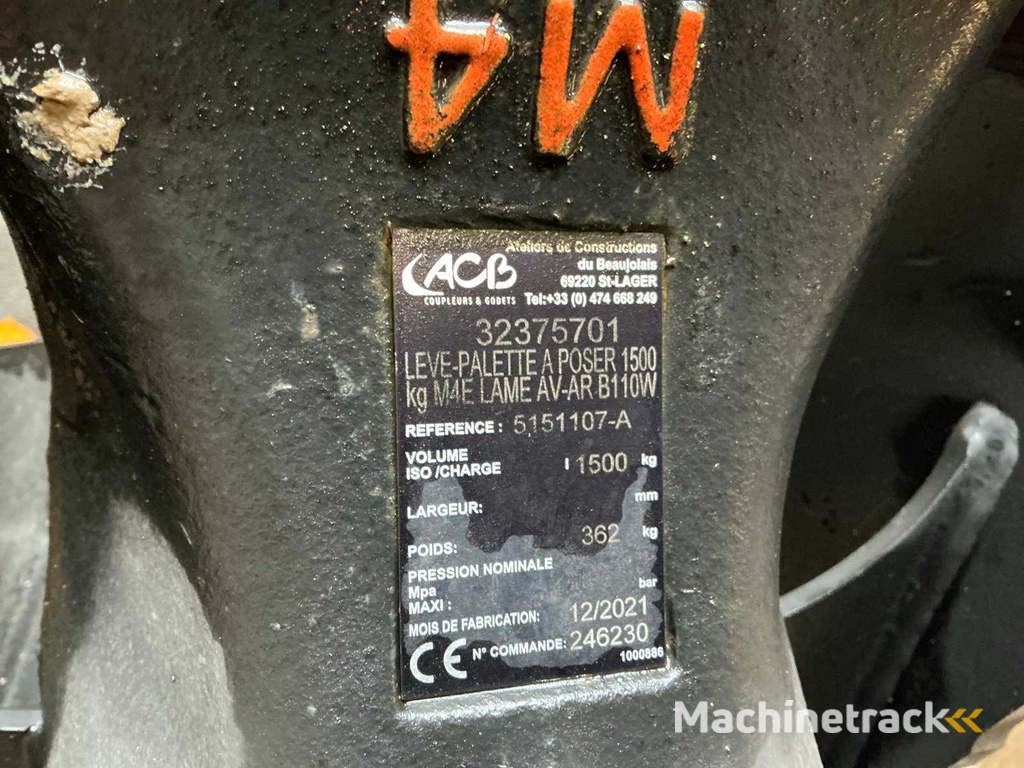 M4
ACB
COUPLEURS & GODETS
Ateliers de Constructions
du Beaujolais
69220 St-LAGER
Tel:+33 (0) 474 668 249
32375701
LEVE-PALETTE A POSER 1500
kg M4E LAME AV-AR B110W
REFERENCE : 5151107-A
VOLUME
ISO /CHARGE l 1500 kg
LARGEUR: mm
POIDS: 362 kg
PRESSION NOMINALE
Mpa bar
MAXI :
MOIS DE FABRICATION: 12/2021
CE N° COMMANDE: 246230
1000886
Machinetrack